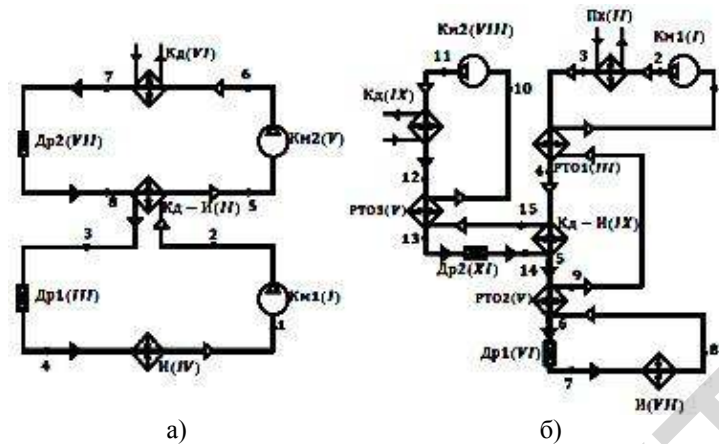 Кд(VI)
7
6
Др2(VII)
Км2(V)
8
Кд – И(II)
5
3
2
Др1(III)
Км1(I)
1
4
И(IV)
а)
Км2(VIII)
11
10
Кд(IX)
12
РТО3(V)
13
15
Др2(XI)
14
Пх(II)
Км1(I)
3
2
4
РТО1(III)
Кд – И(IX)
5
9
РТО2(V)
6
Др1(VI)
7
8
И(VII)
б)